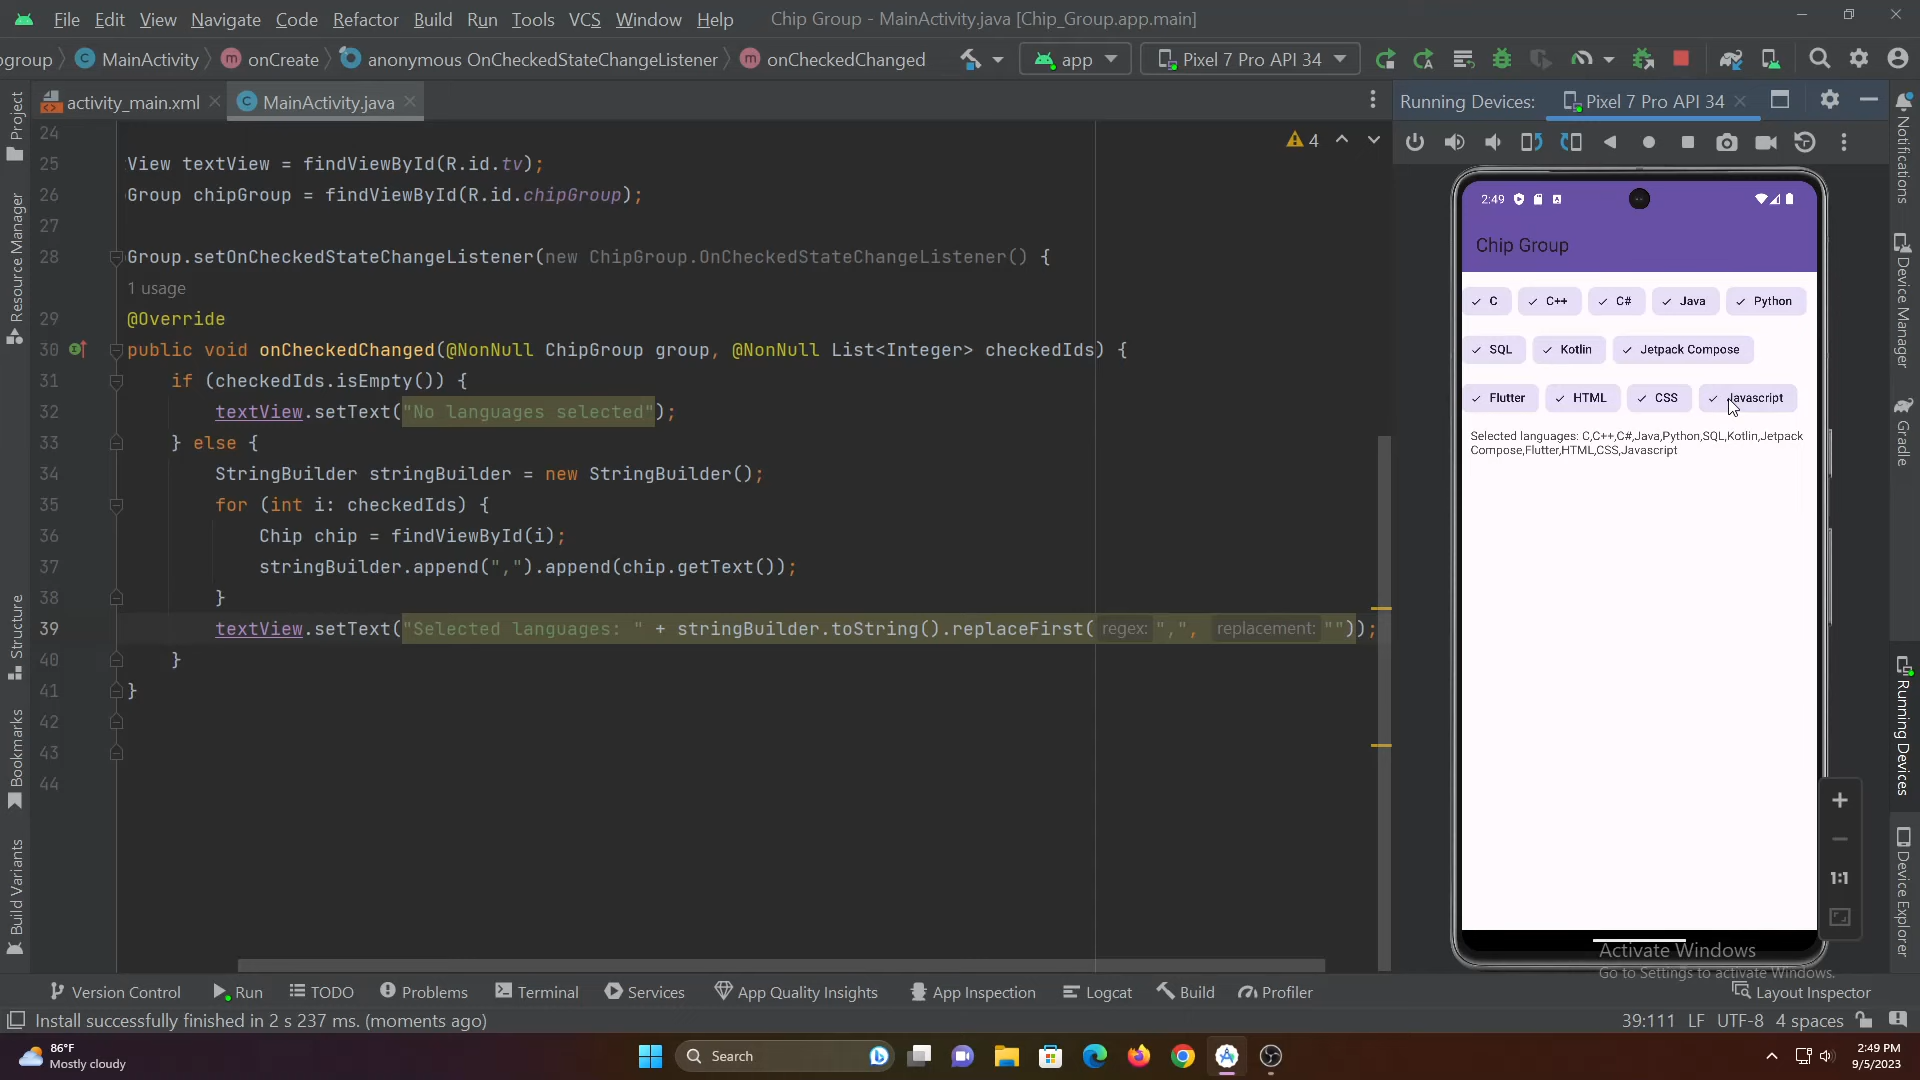 File Edit View Navigate Code Refactor Build Run Tools VCS Window Help Chip Group - MainActivity.java [Chip_Group.app.main]
ogroup MainActivity onCreate anonymous OnCheckedStateChangeListener onCheckedChanged app Pixel 7 Pro API 34
activity_main.xml MainActivity.java Running Devices: Pixel 7 Pro API 34
Project
Resource Manager
Structure
Bookmarks
Build Variants
4
24
25 View textView = findViewById(R.id.tv);
26 Group chipGroup = findViewById(R.id.chipGroup);
27
28 Group.setOnCheckedStateChangeListener(new ChipGroup.OnCheckedStateChangeListener() {
1 usage
29 @Override
30 public void onCheckedChanged(@NonNull ChipGroup group, @NonNull List<Integer> checkedIds) {
31 if (checkedIds.isEmpty()) {
32 textView.setText("No languages selected");
33 } else {
34 StringBuilder stringBuilder = new StringBuilder();
35 for (int i: checkedIds) {
36 Chip chip = findViewById(i);
37 stringBuilder.append(",").append(chip.getText());
38 }
39 textView.setText("Selected languages: " + stringBuilder.toString().replaceFirst( regex: ",", replacement: ""));
40 }
41 }
42
43
44
2:49
Chip Group
C C++ C# Java Python
SQL Kotlin Jetpack Compose
Flutter HTML CSS Javascript
Selected languages: C,C++,C#,Java,Python,SQL,Kotlin,Jetpack
Compose,Flutter,HTML,CSS,Javascript
1:1
Notifications
Device Manager
Gradle
Running Devices
Device Explorer
Activate Windows
Go to Settings to activate Windows.
Version Control Run TODO Problems Terminal Services App Quality Insights App Inspection Logcat Build Profiler Layout Inspector
Install successfully finished in 2 s 237 ms. (moments ago) 39:111 LF UTF-8 4 spaces
86°F
Mostly cloudy
Search
2:49 PM
9/5/2023